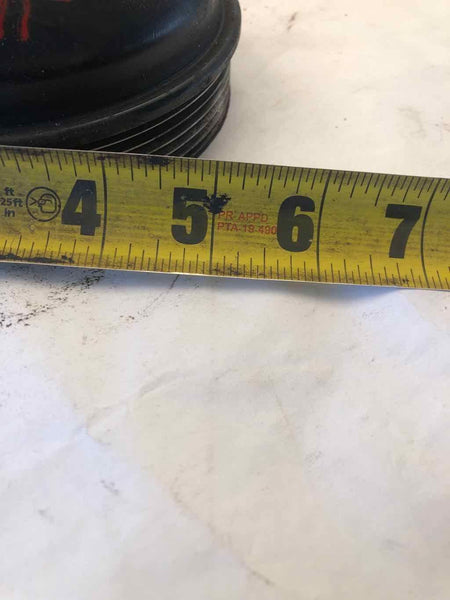 ft
25ft
in
4 5 6 7
PR-APPD
PTA-19 490